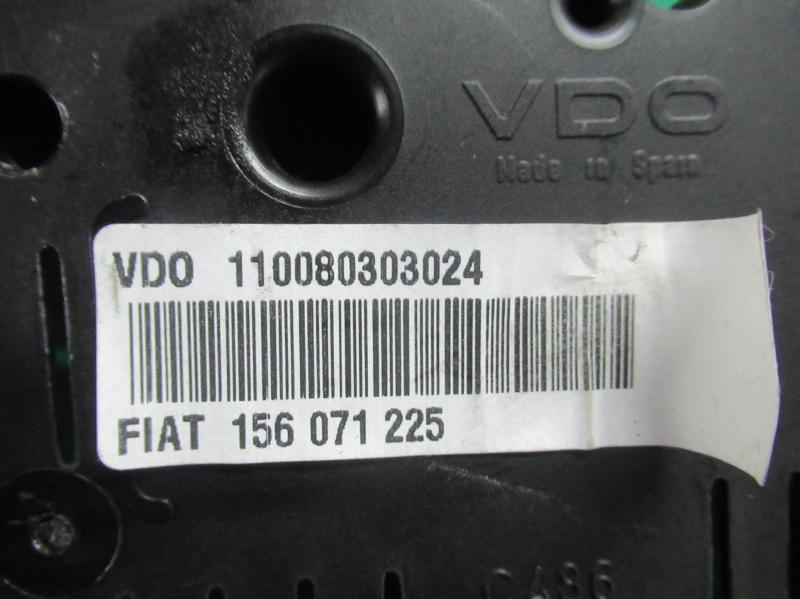 VDO
Made in Spain
VDO 110080303024
FIAT 156 071 225